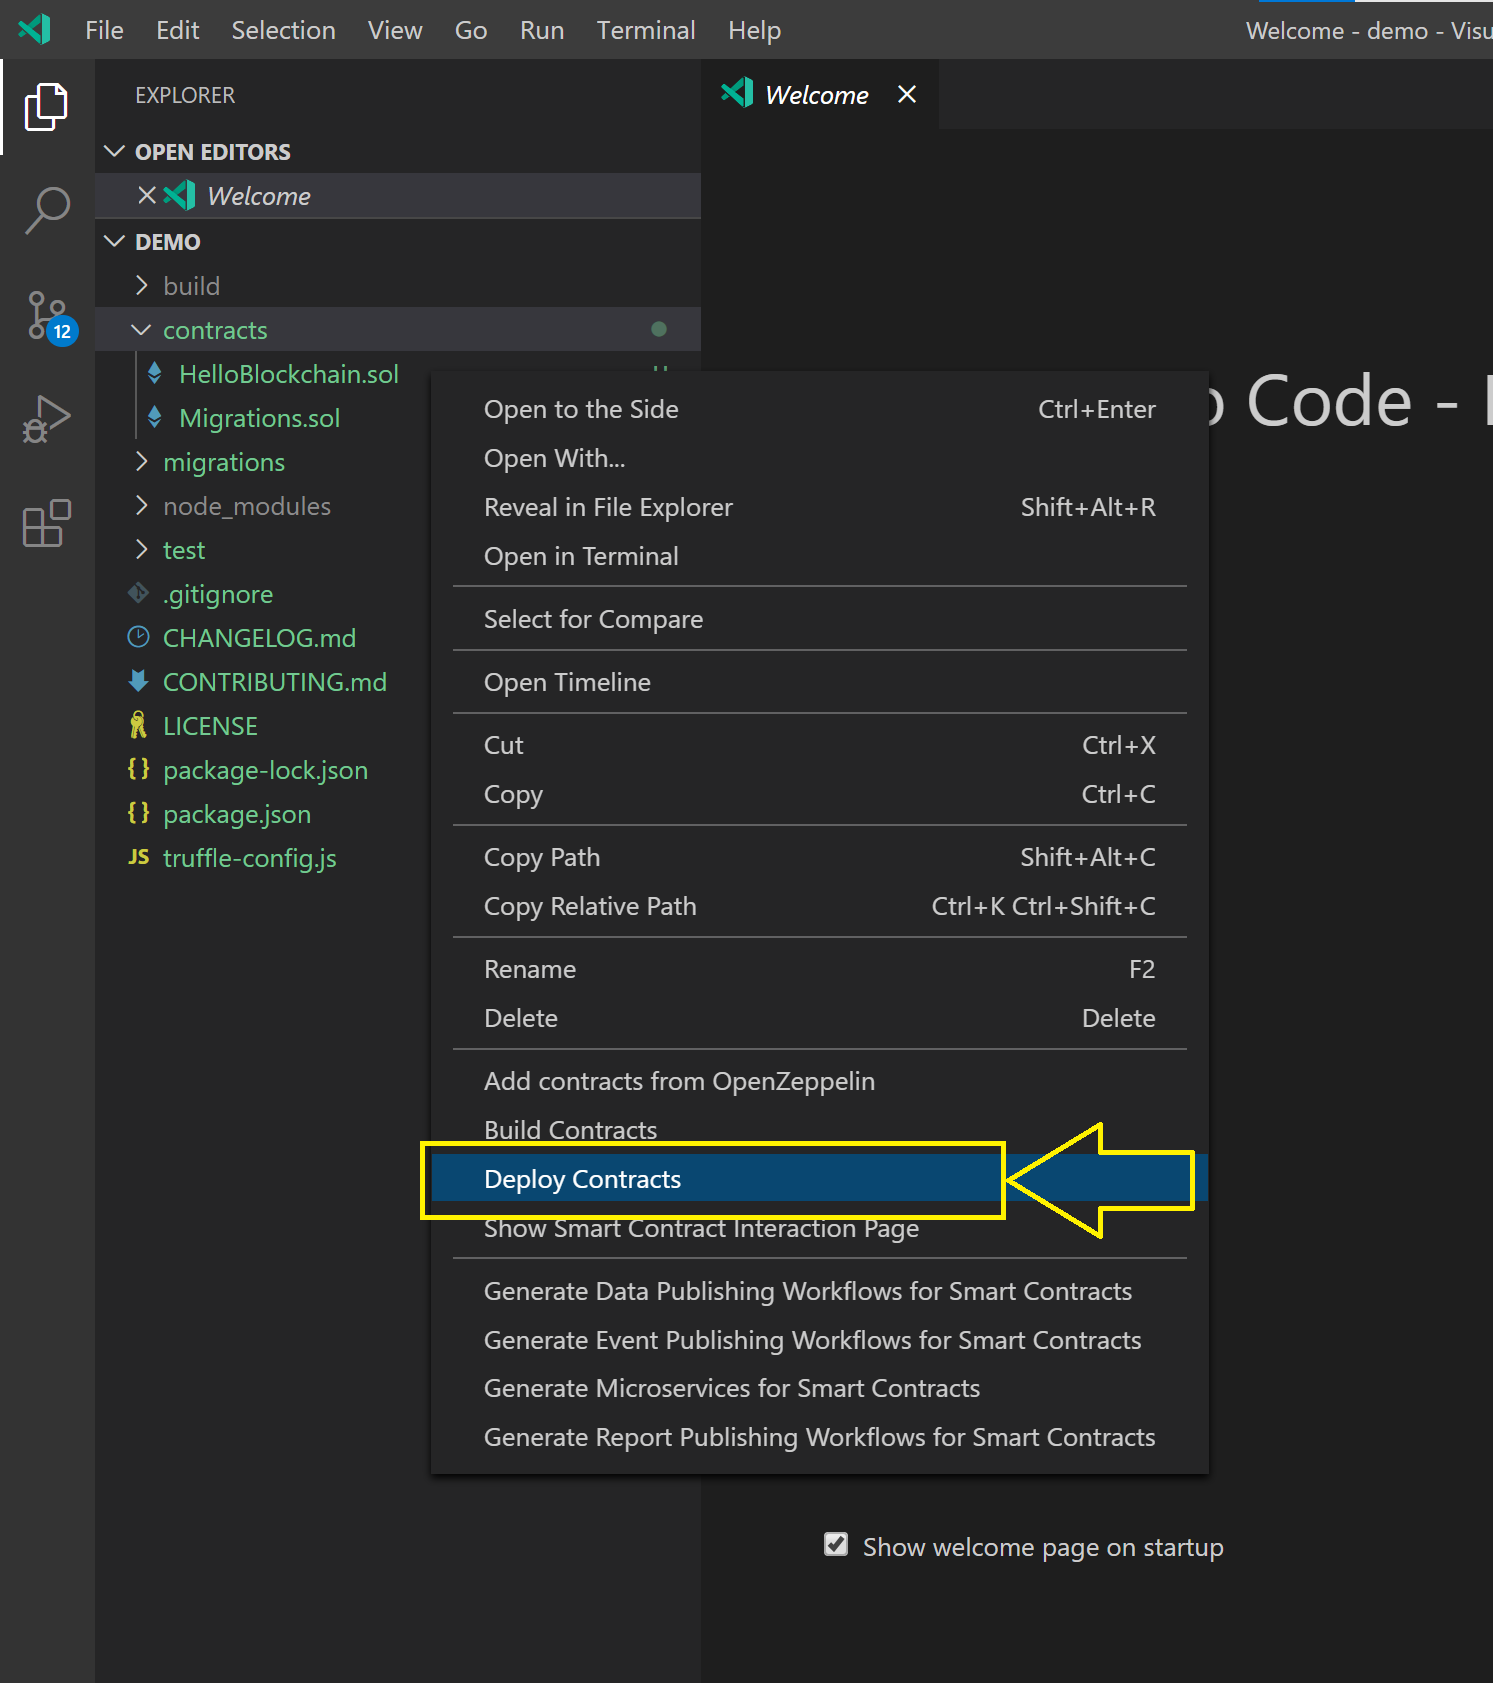 File Edit Selection View Go Run Terminal Help
Welcome - demo - Visu
EXPLORER
OPEN EDITORS
Welcome
DEMO
build
contracts
HelloBlockchain.sol
Migrations.sol
migrations
node_modules
test
.gitignore
CHANGELOG.md
CONTRIBUTING.md
LICENSE
package-lock.json
package.json
JS truffle-config.js
12
Welcome
Code -
Open to the Side Ctrl+Enter
Open With...
Reveal in File Explorer Shift+Alt+R
Open in Terminal
Select for Compare
Open Timeline
Cut Ctrl+X
Copy Ctrl+C
Copy Path Shift+Alt+C
Copy Relative Path Ctrl+K Ctrl+Shift+C
Rename F2
Delete Delete
Add contracts from OpenZeppelin
Build Contracts
Deploy Contracts
Show Smart Contract Interaction Page
Generate Data Publishing Workflows for Smart Contracts
Generate Event Publishing Workflows for Smart Contracts
Generate Microservices for Smart Contracts
Generate Report Publishing Workflows for Smart Contracts
Show welcome page on startup